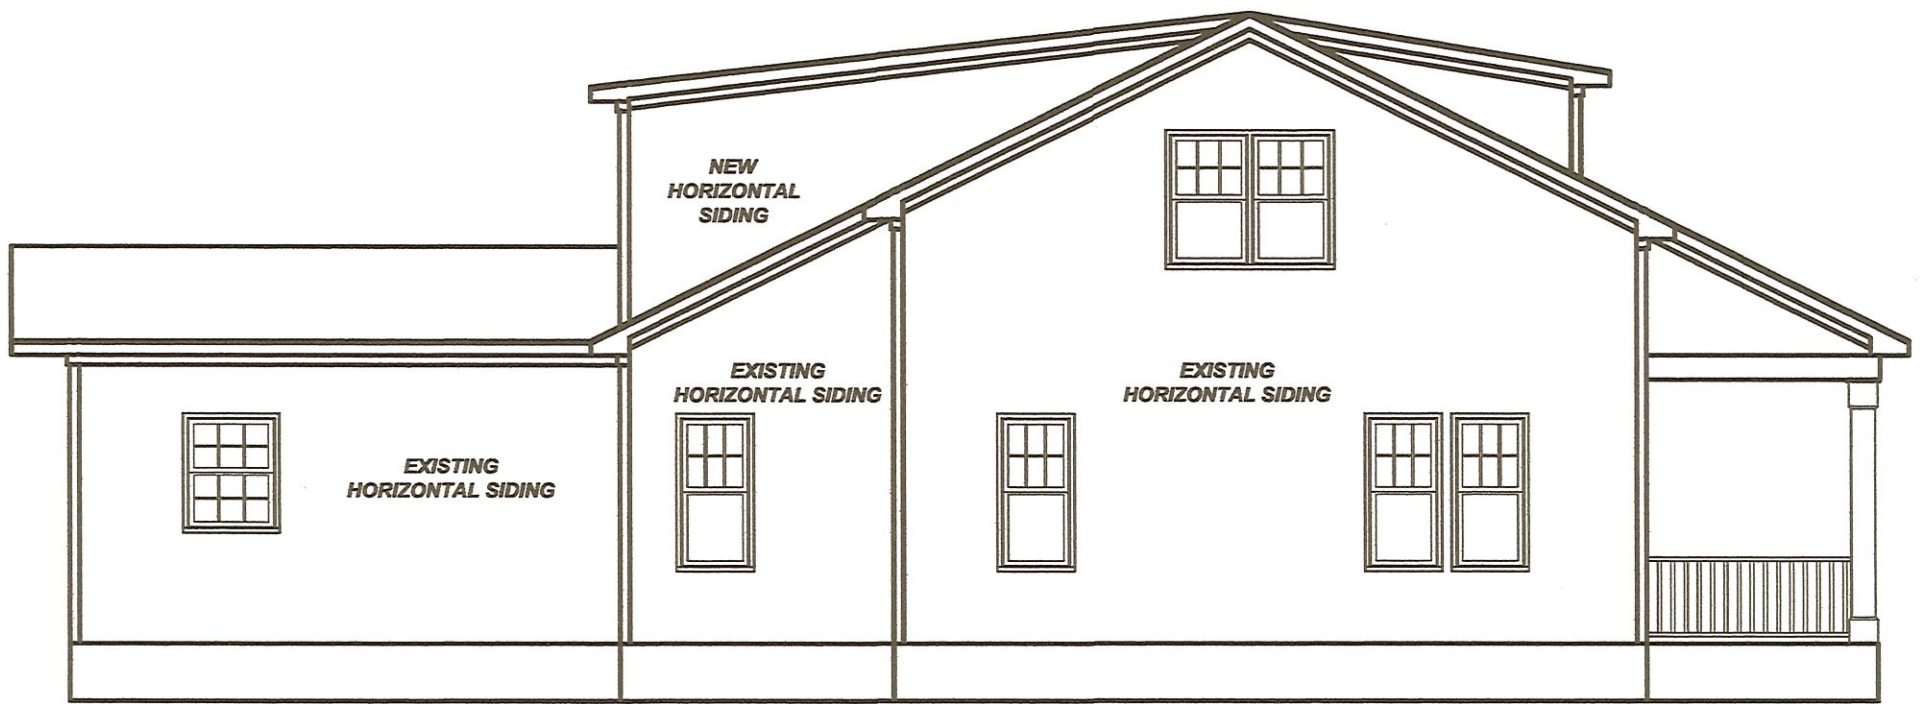 NEW
HORIZONTAL
SIDING
EXISTING
HORIZONTAL SIDING
EXISTING
HORIZONTAL SIDING
EXISTING
HORIZONTAL SIDING